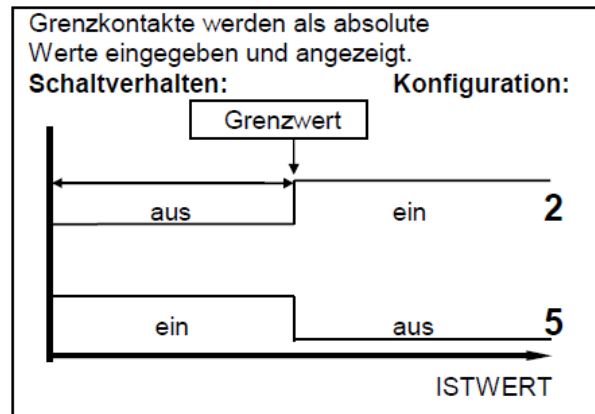 Grenzkontakte werden als absolute
Werte eingegeben und angezeigt.
Schaltverhalten: Konfiguration:
Grenzwert
aus ein 2
ein aus 5
ISTWERT